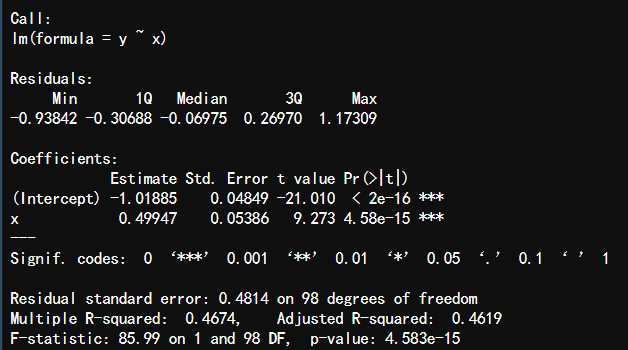 Call:
lm(formula = y ~ x)
Residuals:
Min 1Q Median 3Q Max
-0.93842 -0.30688 -0.06975 0.26970 1.17309
Coefficients:
Estimate Std. Error t value Pr(>|t|)
(Intercept) -1.01885 0.04849 -21.010 < 2e-16 ***
x 0.49947 0.05386 9.273 4.58e-15 ***
---
Signif. codes: 0 ‘***’ 0.001 ‘**’ 0.01 ‘*’ 0.05 ‘.’ 0.1 ‘ ’ 1
Residual standard error: 0.4814 on 98 degrees of freedom
Multiple R-squared: 0.4674, Adjusted R-squared: 0.4619
F-statistic: 85.99 on 1 and 98 DF, p-value: 4.583e-15